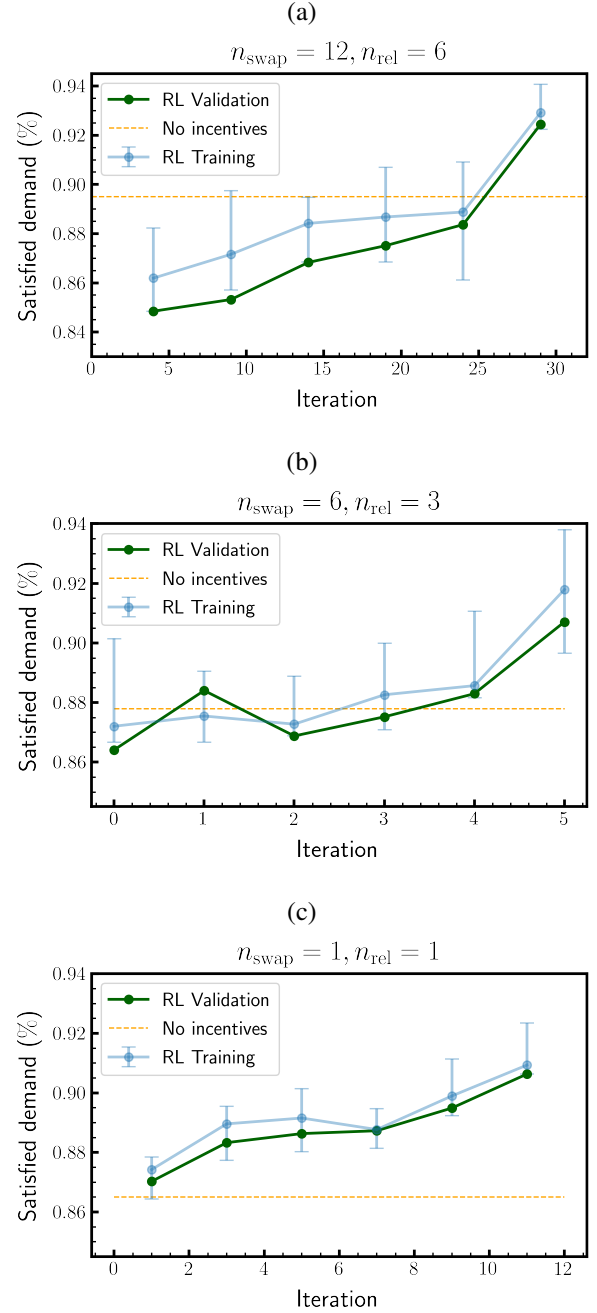 (a)
n_swap = 12, n_rel = 6
RL Validation
No incentives
RL Training
Satisfied demand (%)
0.94
0.92
0.90
0.88
0.86
0.84
0 5 10 15 20 25 30
Iteration
(b)
n_swap = 6, n_rel = 3
RL Validation
No incentives
RL Training
Satisfied demand (%)
0.94
0.92
0.90
0.88
0.86
0 1 2 3 4 5
Iteration
(c)
n_swap = 1, n_rel = 1
RL Validation
No incentives
RL Training
Satisfied demand (%)
0.94
0.92
0.90
0.88
0.86
0 2 4 6 8 10 12
Iteration